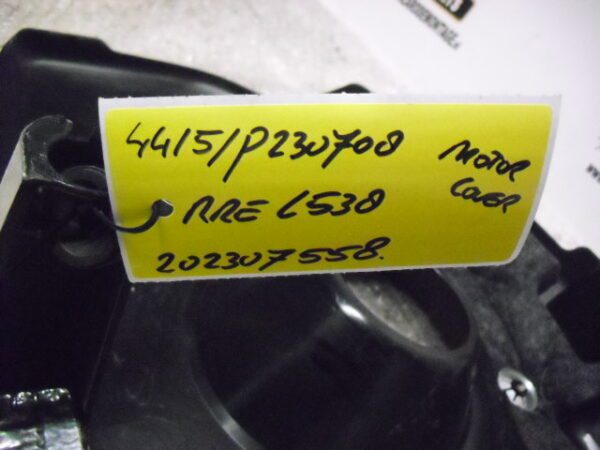 4415/P230708
MOTOR
COVER
RRE L538
202307558.